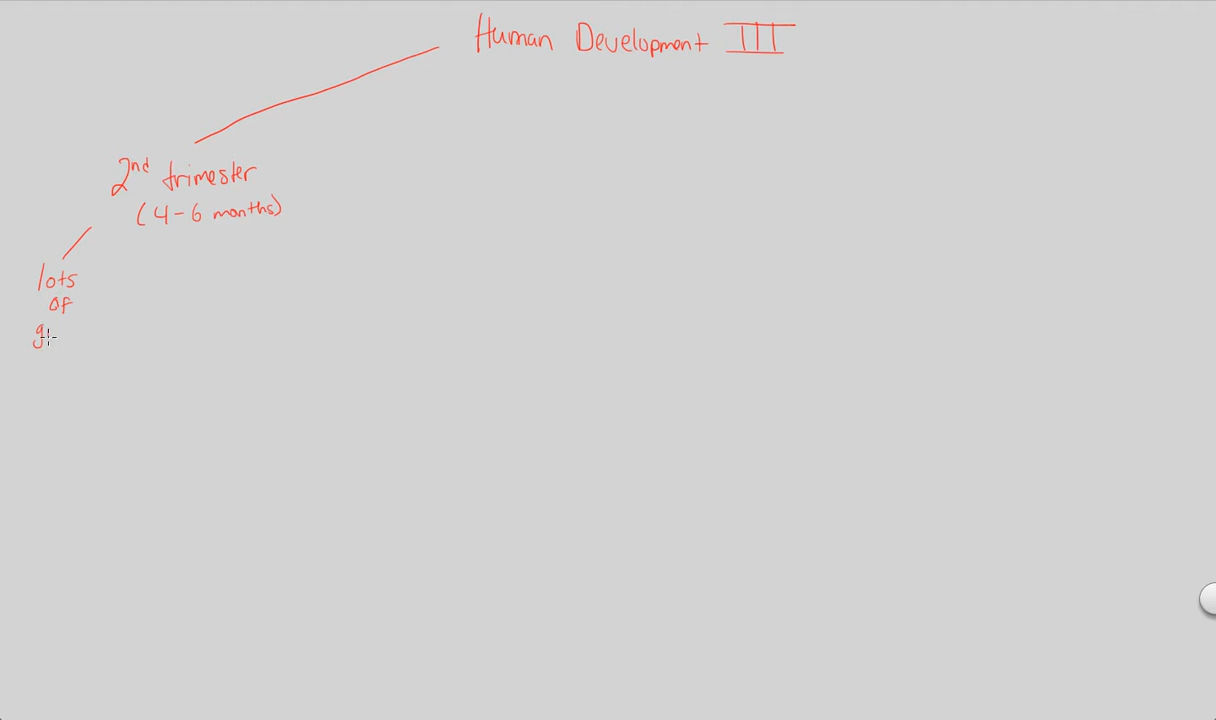 Human Development III
2nd trimester
(4-6 months)
lots
of
g